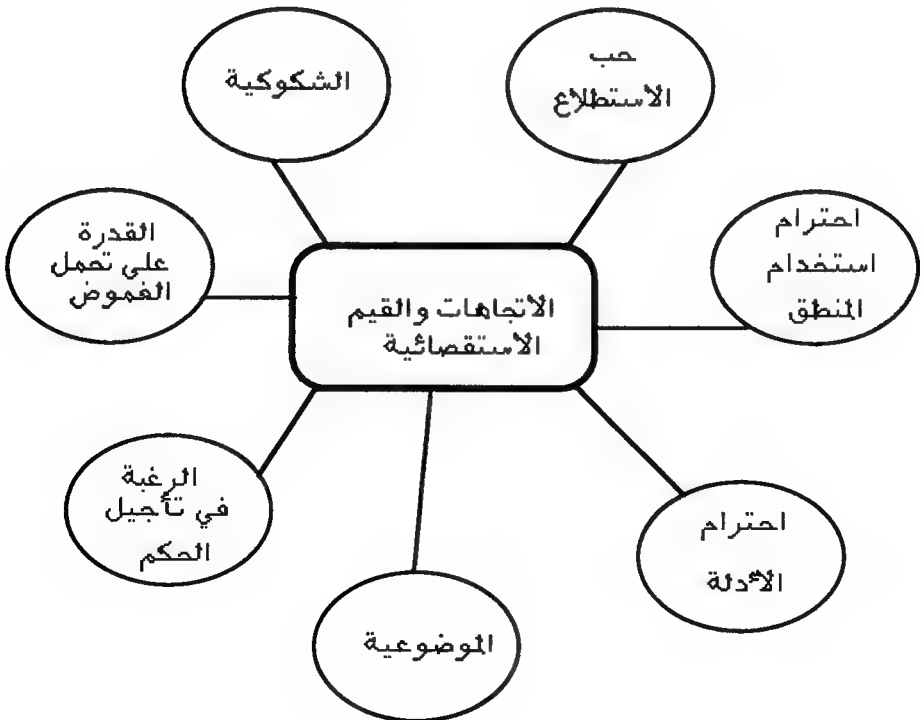 حب
الاستطلاع
الشكوكية
احترام
استخدام
المنطق
القدرة
على تحمل
الغموض
الاتجاهات والقيم
الاستقصائية
الرغبة
في تأجيل
الحكم
احترام
الأدلة
الموضوعية